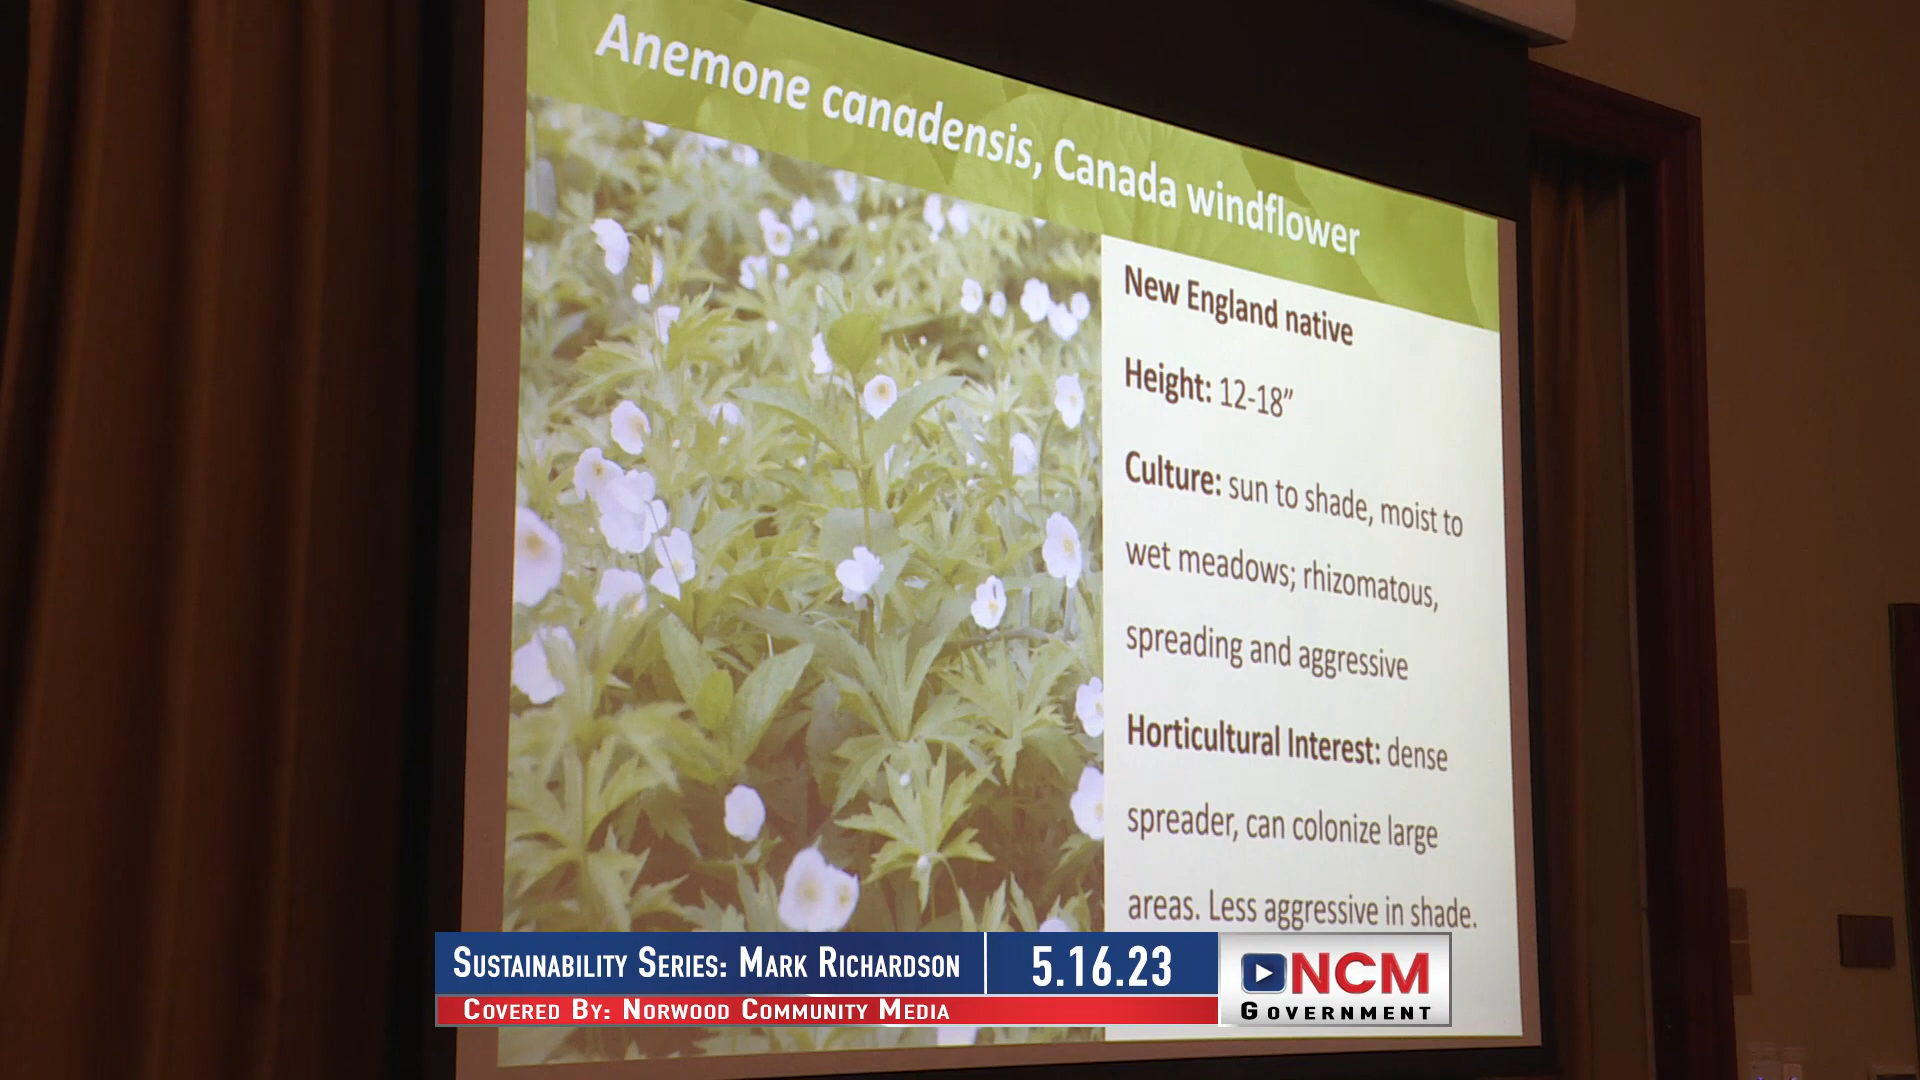 Anemone canadensis, Canada windflower
New England native
Height: 12-18”
Culture: sun to shade, moist to
wet meadows; rhizomatous,
spreading and aggressive
Horticultural Interest: dense
spreader, can colonize large
areas. Less aggressive in shade.
Sustainability Series: Mark Richardson
5.16.23
NCM
Government
Covered By: Norwood Community Media